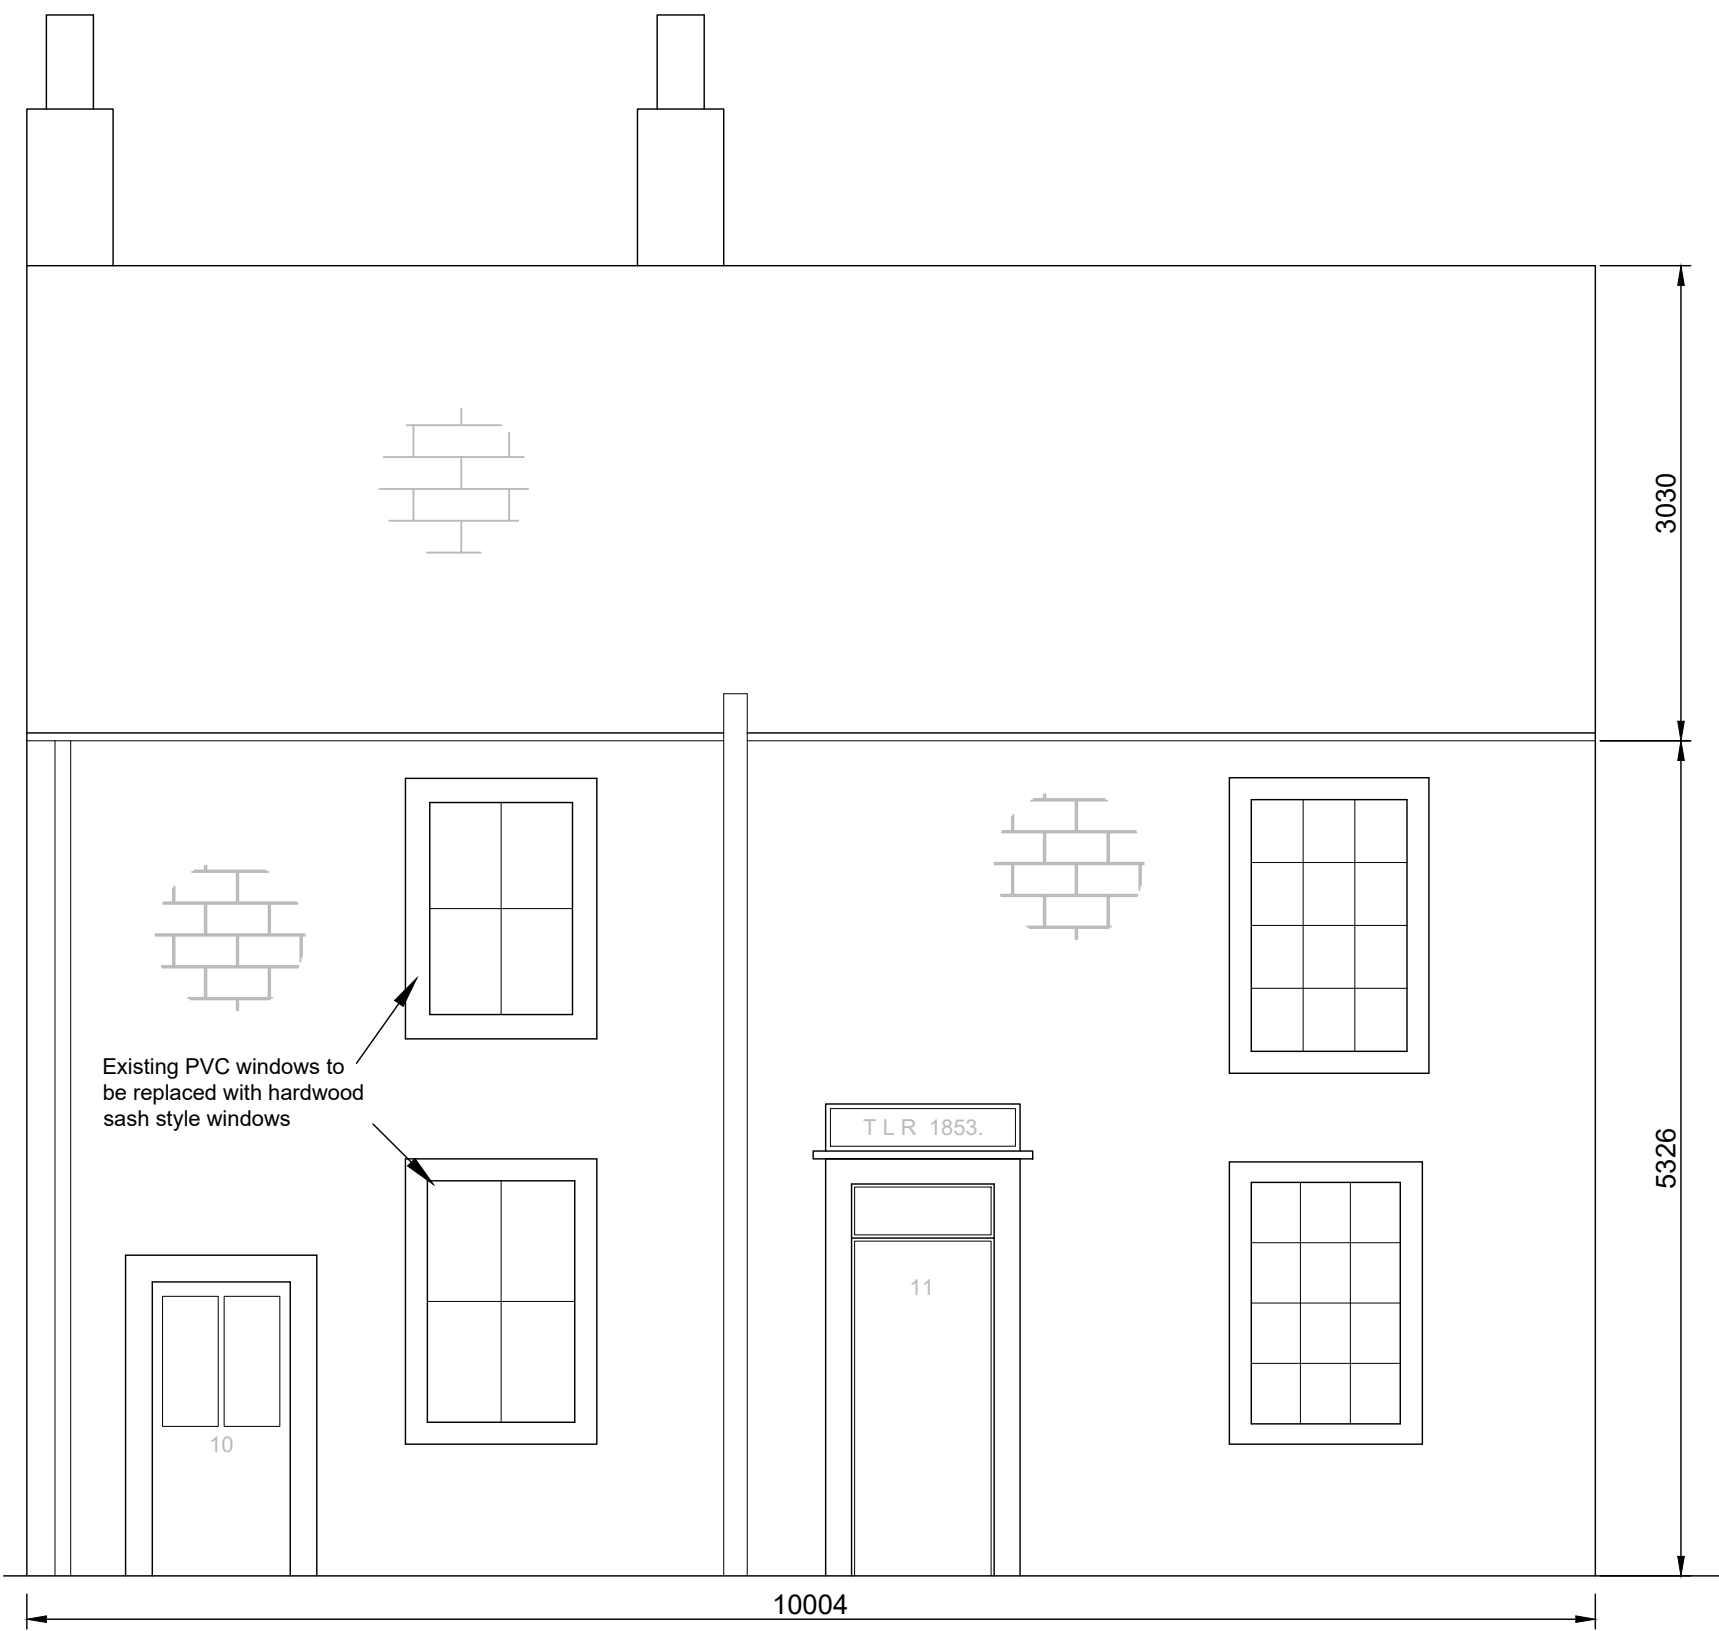 3030
Existing PVC windows to
be replaced with hardwood
sash style windows
T L R 1853.
5326
11
10
10004